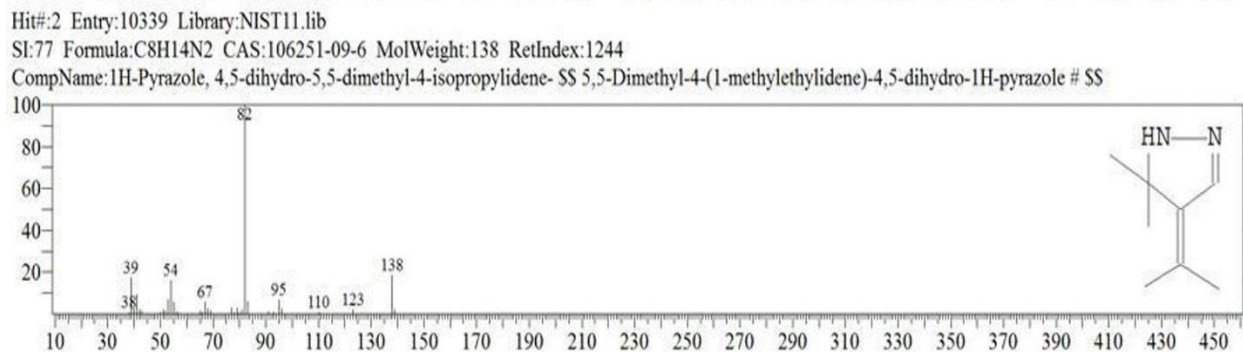 Hit#:2 Entry:10339 Library:NIST11.lib
SI:77 Formula:C8H14N2 CAS:106251-09-6 MolWeight:138 RetIndex:1244
CompName:1H-Pyrazole, 4,5-dihydro-5,5-dimethyl-4-isopropylidene- $$ 5,5-Dimethyl-4-(1-methylethylidene)-4,5-dihydro-1H-pyrazole # $$
100
82
80
HN N
60
40
39 54 138
20
38 67 95 110 123
10 30 50 70 90 110 130 150 170 190 210 230 250 270 290 310 330 350 370 390 410 430 450